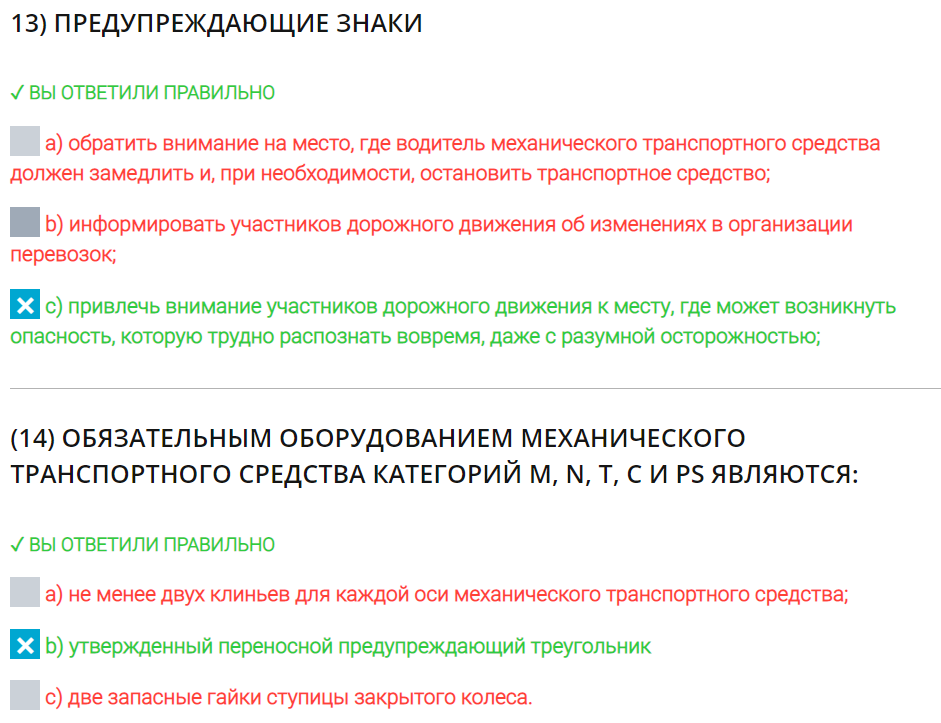 13) ПРЕДУПРЕЖДАЮЩИЕ ЗНАКИ
✓ ВЫ ОТВЕТИЛИ ПРАВИЛЬНО
a) обратить внимание на место, где водитель механического транспортного средства
должен замедлить и, при необходимости, остановить транспортное средство;
b) информировать участников дорожного движения об изменениях в организации
перевозок;
c) привлечь внимание участников дорожного движения к месту, где может возникнуть
опасность, которую трудно распознать вовремя, даже с разумной осторожностью;
(14) ОБЯЗАТЕЛЬНЫМ ОБОРУДОВАНИЕМ МЕХАНИЧЕСКОГО
ТРАНСПОРТНОГО СРЕДСТВА КАТЕГОРИЙ M, N, T, C И PS ЯВЛЯЮТСЯ:
✓ ВЫ ОТВЕТИЛИ ПРАВИЛЬНО
a) не менее двух клиньев для каждой оси механического транспортного средства;
b) утвержденный переносной предупреждающий треугольник
c) две запасные гайки ступицы закрытого колеса.